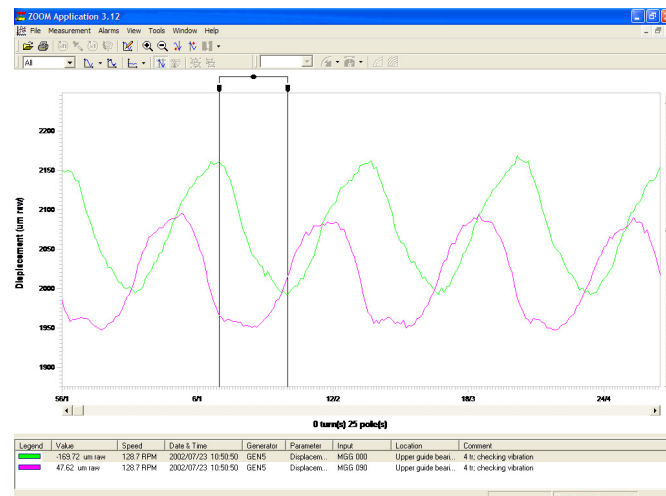 ZOOM Application 3.12
File Measurement Alarms View Tools Window Help
All
Displacement (um raw)
2200
2150
2100
2050
2000
1950
1900
56/1 6/1 12/2 18/3 24/4
0 turn(s) 25 pole(s)
Legend Value Speed Date & Time Generator Parameter Input Location Comment
-169.72 um raw 128.7 RPM 2002/07/23 10:50:50 GEN5 Displacem... MGG 000 Upper guide beari... 4 tr; checking vibration
47.62 um raw 128.7 RPM 2002/07/23 10:50:50 GEN5 Displacem... MGG 090 Upper guide beari... 4 tr; checking vibration